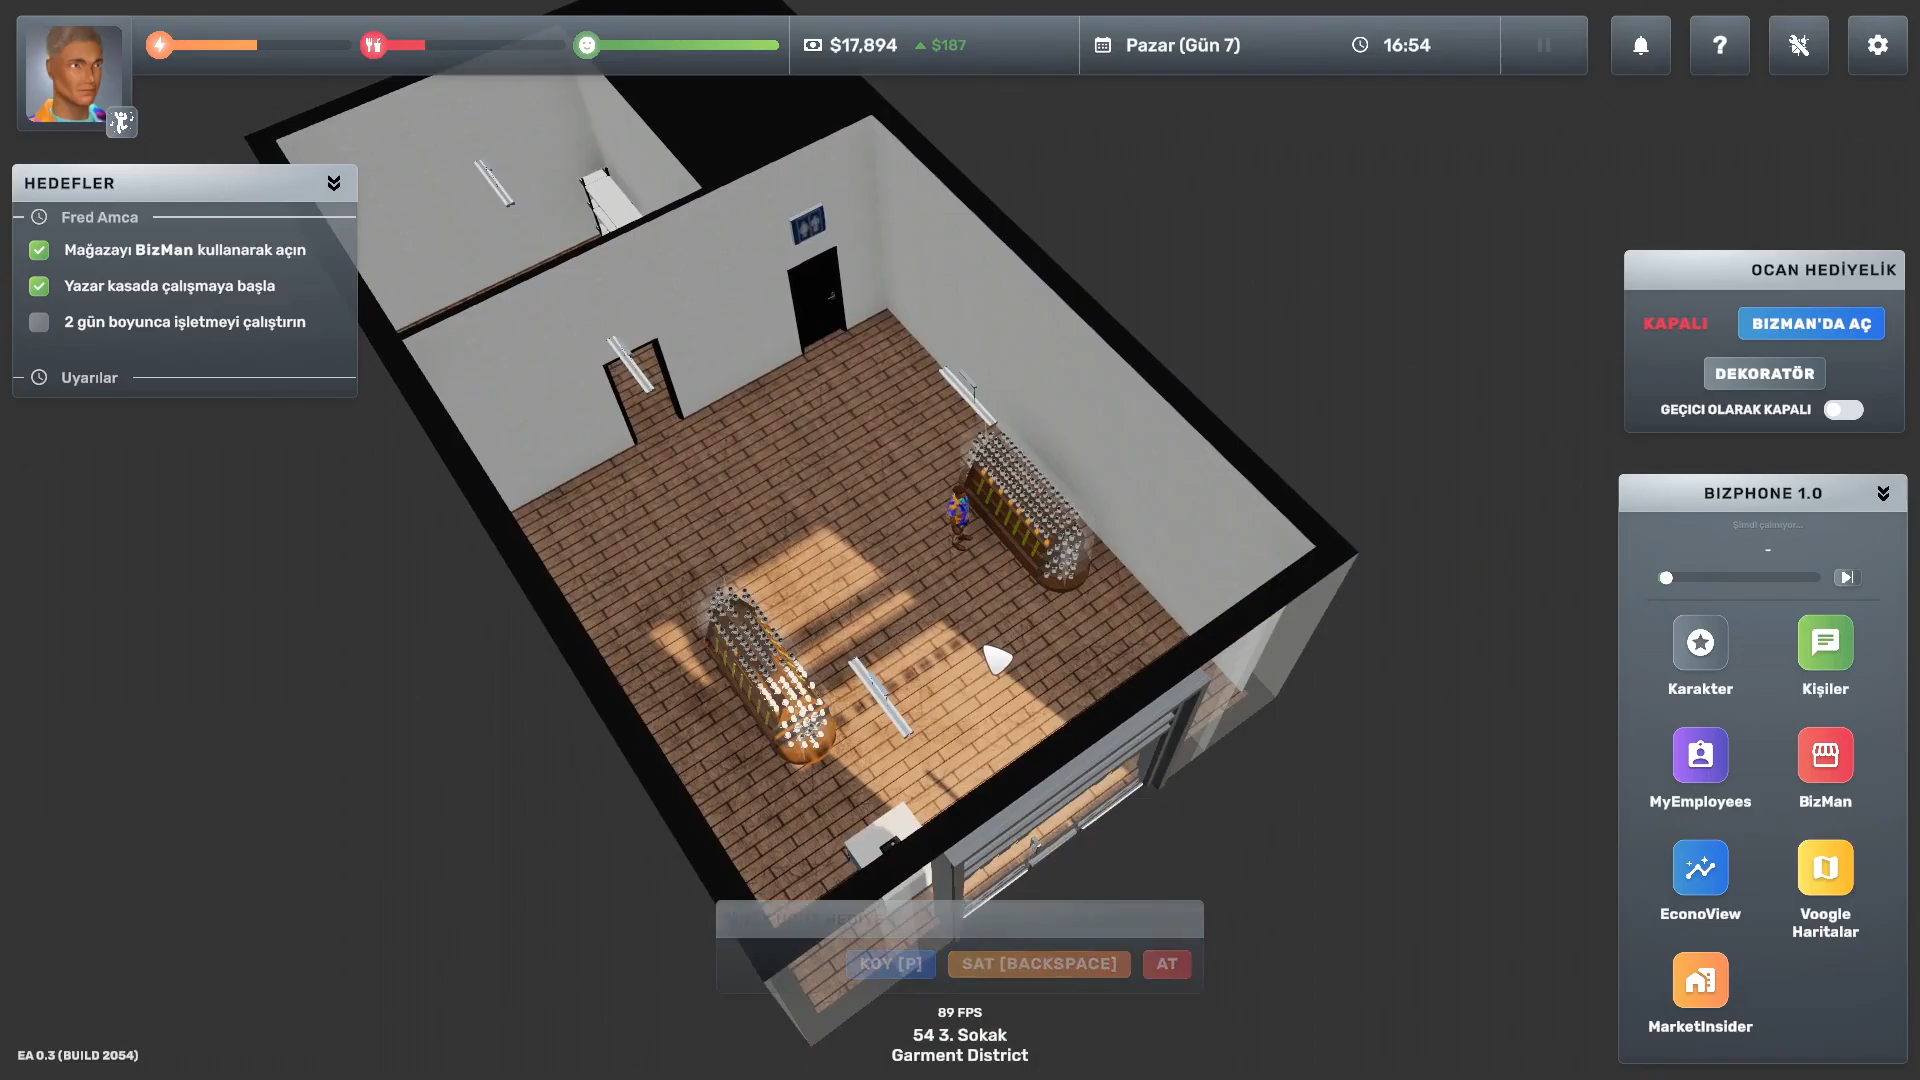 $17,894
$187
Pazar (Gün 7)
16:54
HEDEFLER
Fred Amca
Mağazayı BizMan kullanarak açın
Yazar kasada çalışmaya başla
2 gün boyunca işletmeyi çalıştırın
Uyarılar
OCAN HEDİYELİK
KAPALI
BIZMAN'DA AÇ
DEKORATÖR
GEÇICI OLARAK KAPALI
BIZPHONE 1.0
Şimdi çalınıyor...
-
Karakter
Kişiler
MyEmployees
BizMan
EconoView
Voogle
Haritalar
MarketInsider
KOY [P]
SAT [BACKSPACE]
AT
89 FPS
54 3. Sokak
Garment District
EA 0.3 (BUILD 2054)